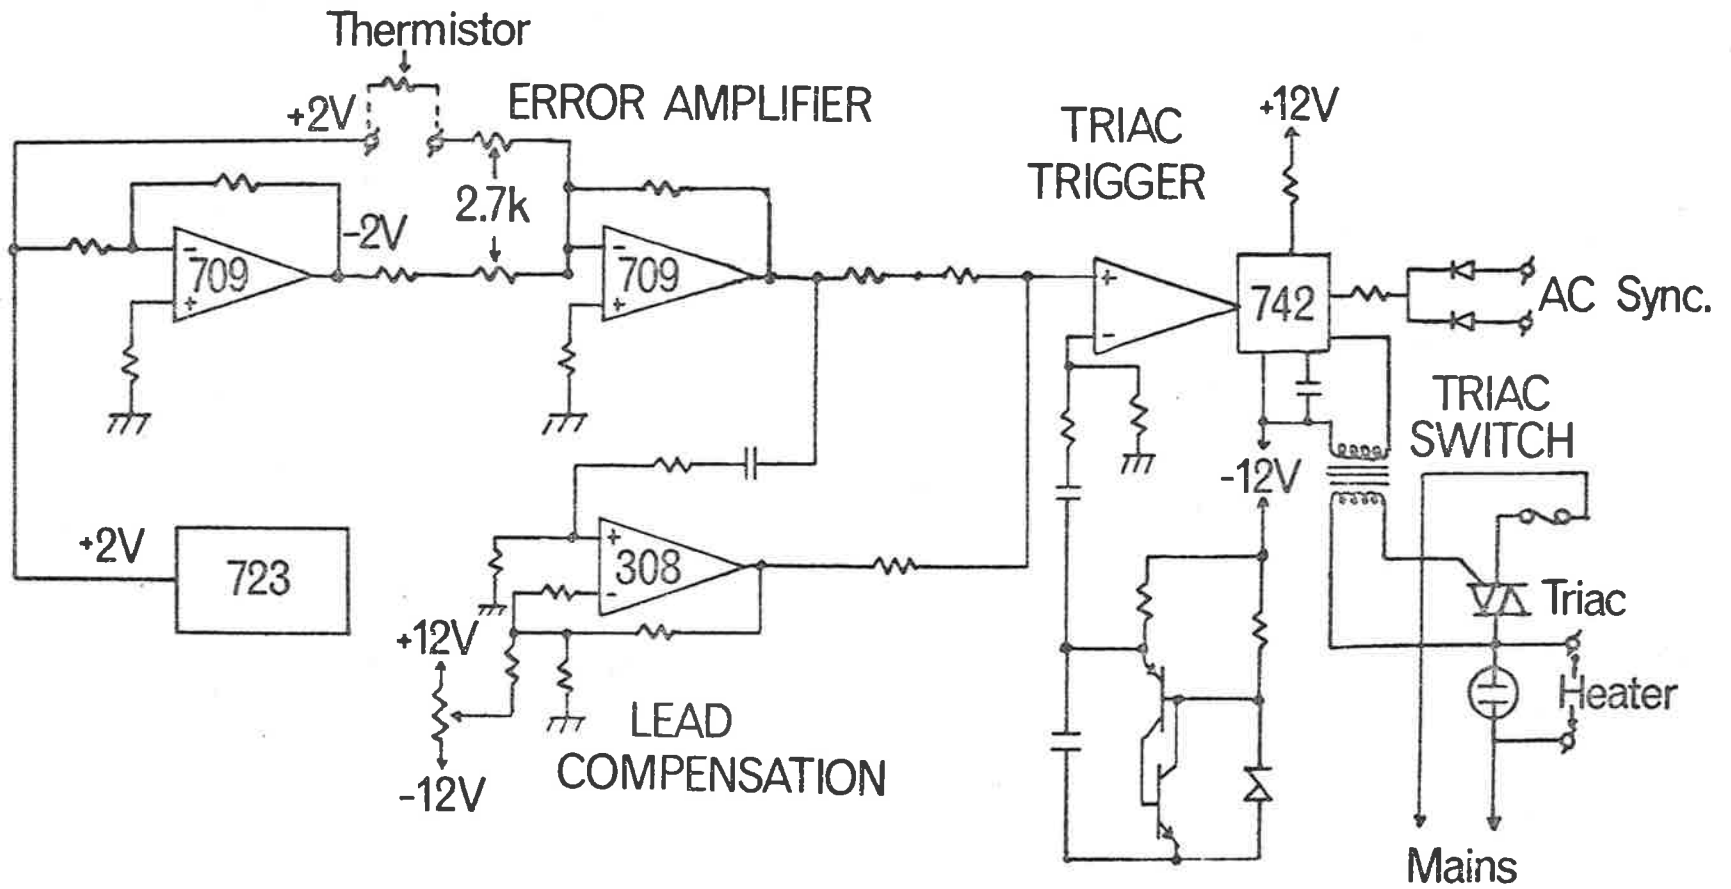 Thermistor
ERROR AMPLIFIER
+2V
2.7k
-2V
-
709
+
-
709
+
TRIAC
TRIGGER
+12V
+
-
742
AC Sync.
TRIAC
SWITCH
-12V
+2V
723
+
308
-
+12V
-12V
LEAD
COMPENSATION
Triac
Heater
Mains